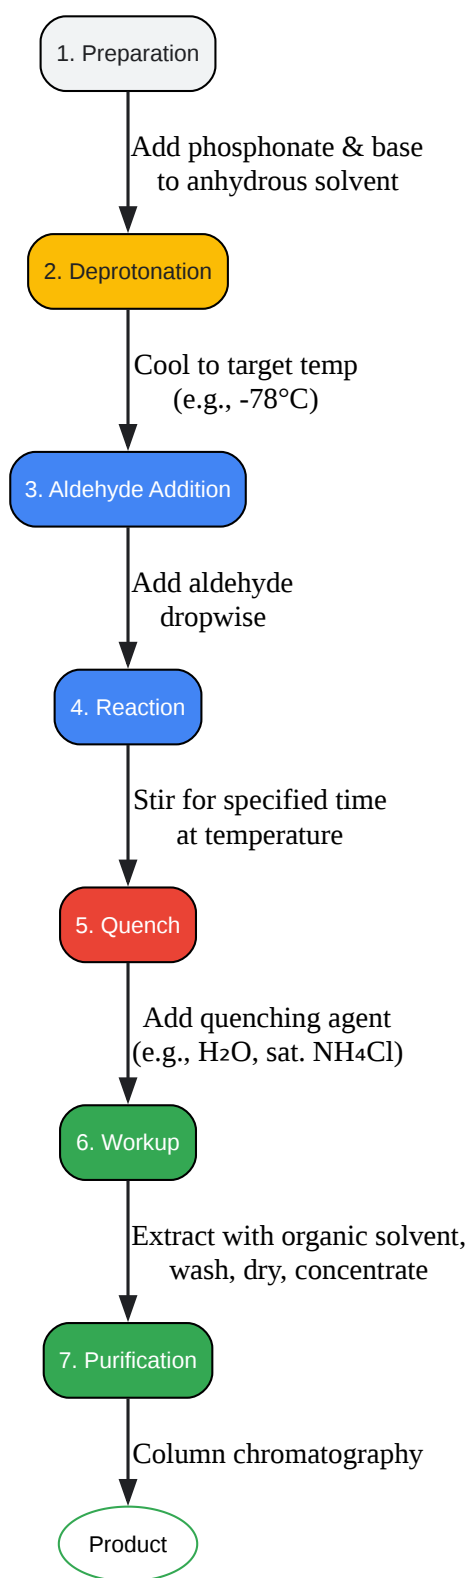 1. Preparation
Add phosphonate & base
to anhydrous solvent
2. Deprotonation
Cool to target temp
(e.g., -78°C)
3. Aldehyde Addition
Add aldehyde
dropwise
4. Reaction
Stir for specified time
at temperature
5. Quench
Add quenching agent
(e.g., H₂O, sat. NH₄Cl)
6. Workup
Extract with organic solvent,
wash, dry, concentrate
7. Purification
Column chromatography
Product